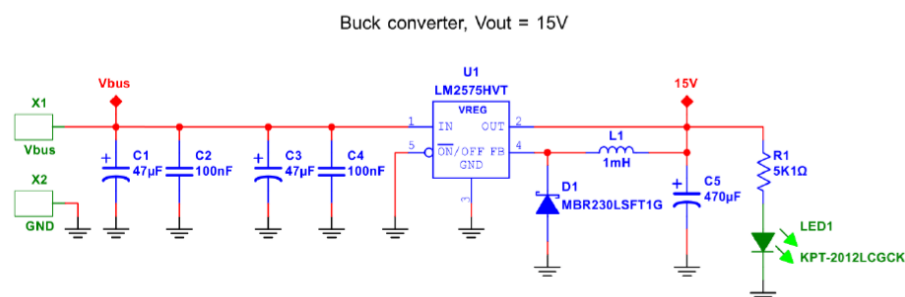 Buck converter, Vout = 15V
X1
Vbus
Vbus
X2
GND
C1
47µF
C2
100nF
C3
47µF
C4
100nF
U1
LM2575HVT
VREG
1
IN
OUT
2
5
ON/OFF
FB
4
GND
3
L1
1mH
D1
MBR230LSFT1G
15V
C5
470µF
R1
5K1Ω
LED1
KPT-2012LCGCK